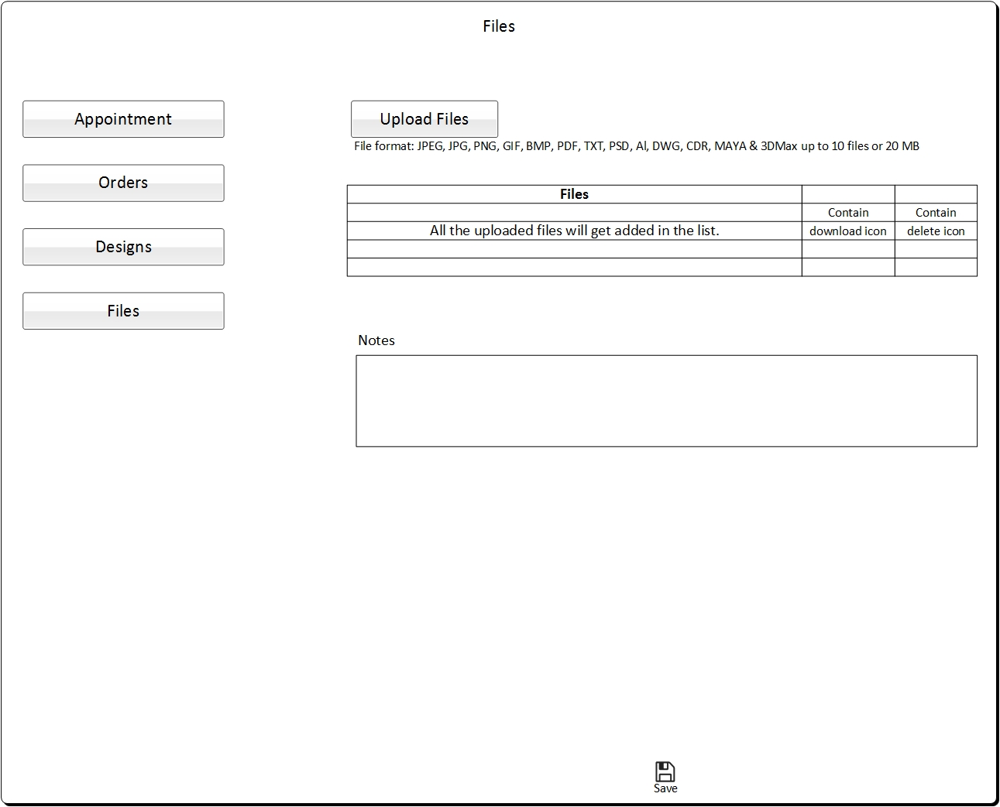 Files
Appointment
Orders
Designs
Files
Upload Files
File format: JPEG, JPG, PNG, GIF, BMP, PDF, TXT, PSD, AI, DWG, CDR, MAYA & 3DMax up to 10 files or 20 MB
Files
All the uploaded files will get added in the list.
Contain
download icon
Contain
delete icon
Notes
Save